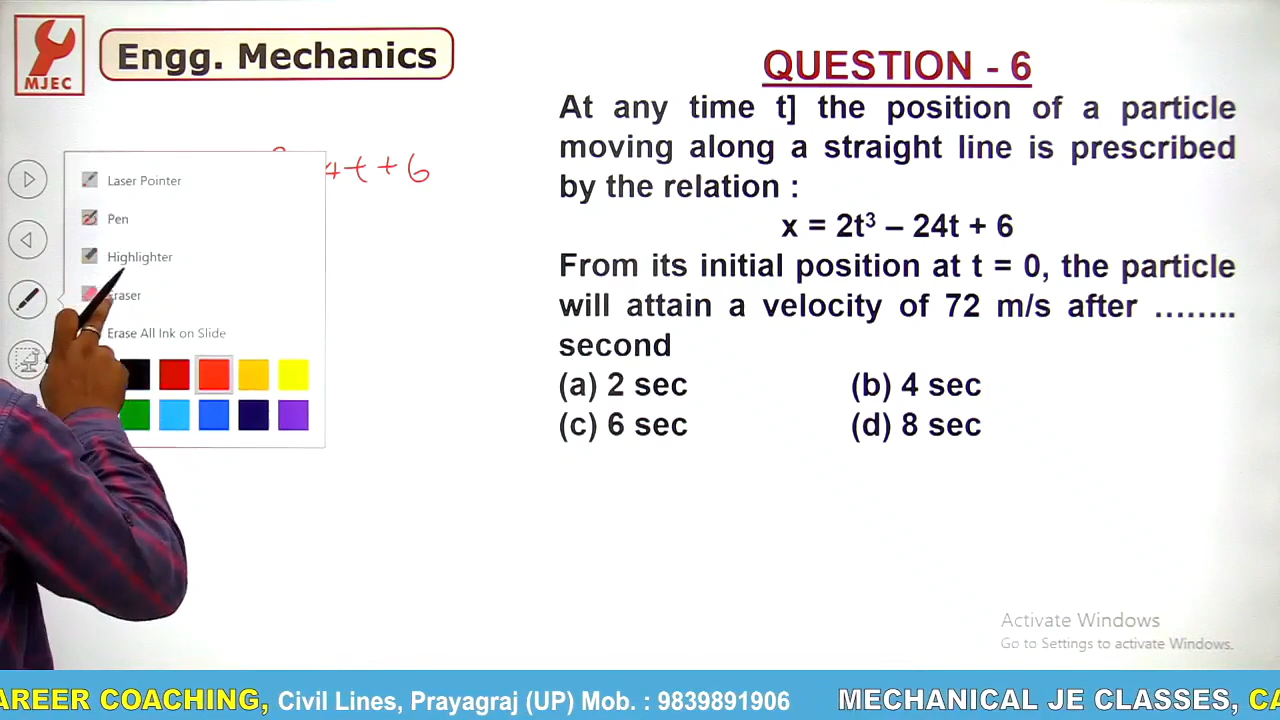 MJEC
Engg. Mechanics
QUESTION - 6
At any time t] the position of a particle
moving along a straight line is prescribed
by the relation :
x = 2t³ – 24t + 6
From its initial position at t = 0, the particle
will attain a velocity of 72 m/s after ........
second
(a) 2 sec (b) 4 sec
(c) 6 sec (d) 8 sec
4t + 6
Laser Pointer
Pen
Highlighter
Eraser
Erase All Ink on Slide
Activate Windows
Go to Settings to activate Windows.
AREER COACHING, Civil Lines, Prayagraj (UP) Mob. : 9839891906 MECHANICAL JE CLASSES, CA